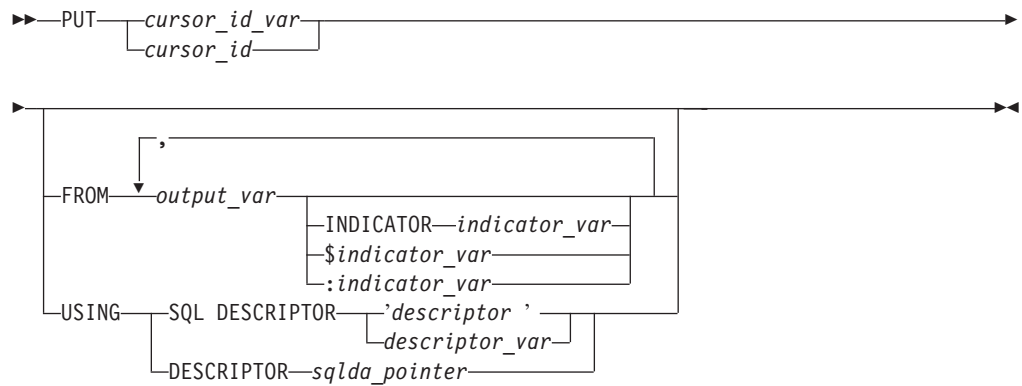 PUT cursor_id_var
cursor_id
,
FROM output_var
INDICATOR indicator_var
$indicator_var
:indicator_var
USING SQL DESCRIPTOR 'descriptor '
descriptor_var
DESCRIPTOR sqlda_pointer